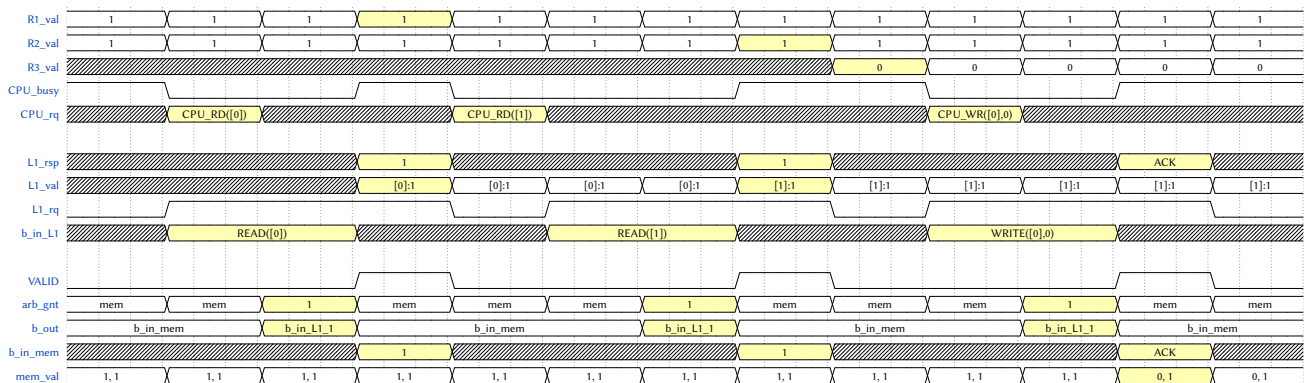 R1_val 1 1 1 1 1 1 1 1 1 1 1 1 1
R2_val 1 1 1 1 1 1 1 1 1 1 1 1 1
R3_val 0 0 0 0 0
CPU_busy
CPU_rq CPU_RD([0]) CPU_RD([1]) CPU_WR([0],0)
L1_rsp 1 1 ACK
L1_val [0]:1 [0]:1 [0]:1 [0]:1 [1]:1 [1]:1 [1]:1 [1]:1 [1]:1 [1]:1
L1_rq
b_in_L1 READ([0]) READ([1]) WRITE([0],0)
VALID
arb_gnt mem mem 1 mem mem mem 1 mem mem mem 1 mem mem
b_out b_in_mem b_in_L1_1 b_in_mem b_in_L1_1 b_in_mem b_in_L1_1 b_in_mem
b_in_mem 1 1 ACK
mem_val 1, 1 1, 1 1, 1 1, 1 1, 1 1, 1 1, 1 1, 1 1, 1 1, 1 1, 1 0, 1 0, 1